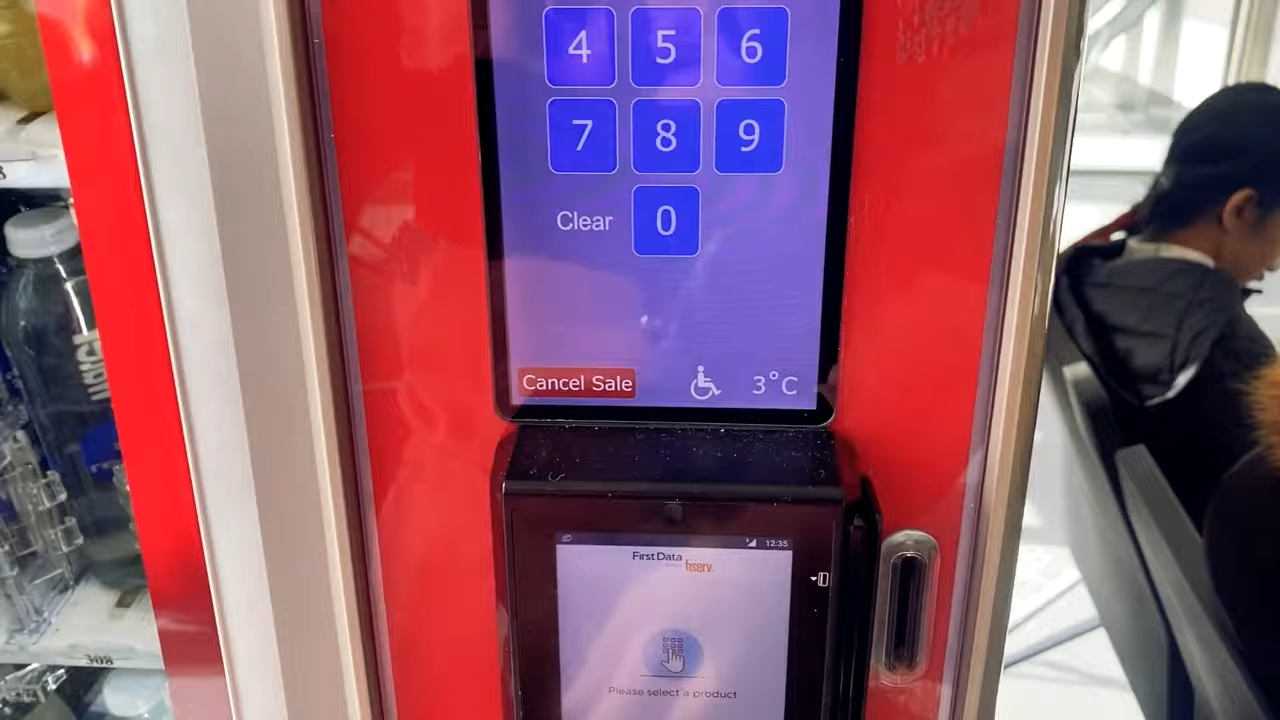 4 5 6
7 8 9
Clear 0
Cancel Sale 3°C
12:35
First Data
fiserv.
Please select a product
308